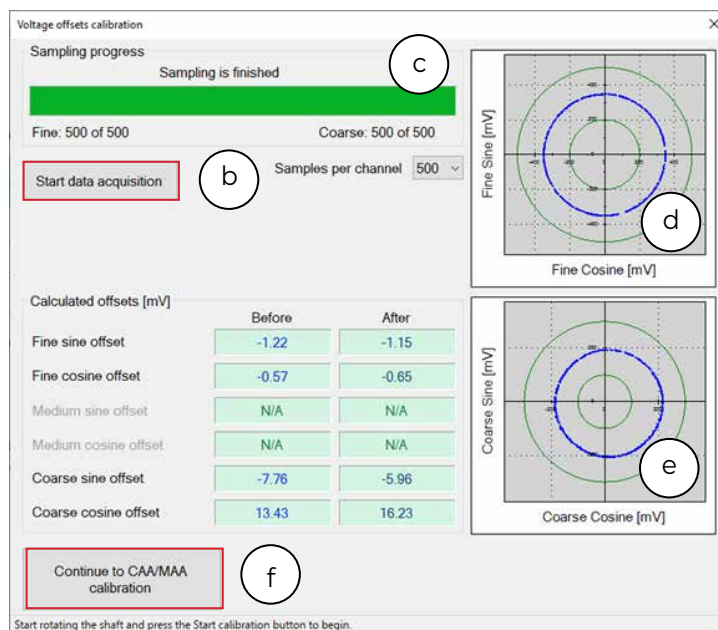 Voltage offsets calibration
Sampling progress
Sampling is finished
c
Fine: 500 of 500 Coarse: 500 of 500
Start data acquisition
b
Samples per channel 500
Fine Sine [mV]
d
Fine Cosine [mV]
Calculated offsets [mV]
Before After
Fine sine offset -1.22 -1.15
Fine cosine offset -0.57 -0.65
Medium sine offset N/A N/A
Medium cosine offset N/A N/A
Coarse sine offset -7.76 -5.96
Coarse cosine offset 13.43 16.23
Coarse Sine [mV]
e
Coarse Cosine [mV]
Continue to CAA/MAA
calibration
f
Start rotating the shaft and press the Start calibration button to begin.